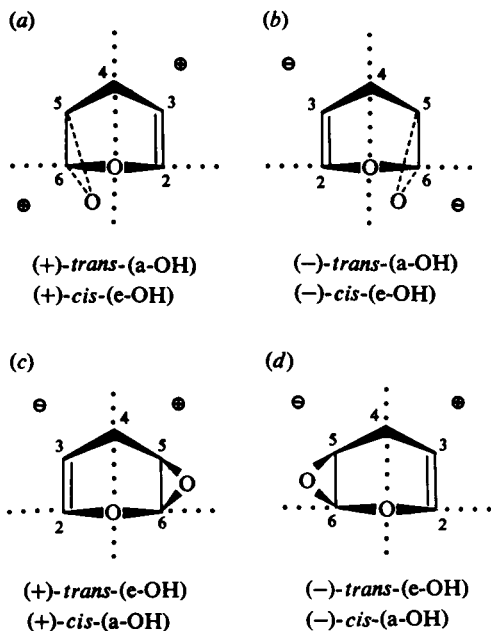 (a)
4
⊕
5
3
6
O
2
⊕
O
(+)-trans-(a-OH)
(+)-cis-(e-OH)
(b)
⊖
4
3
5
2
O
6
O
⊖
(−)-trans-(a-OH)
(−)-cis-(e-OH)
(c)
⊖
4
⊕
3
5
O
2
O
6
(+)-trans-(e-OH)
(+)-cis-(a-OH)
(d)
⊖
4
⊕
5
3
O
6
O
2
(−)-trans-(e-OH)
(−)-cis-(a-OH)